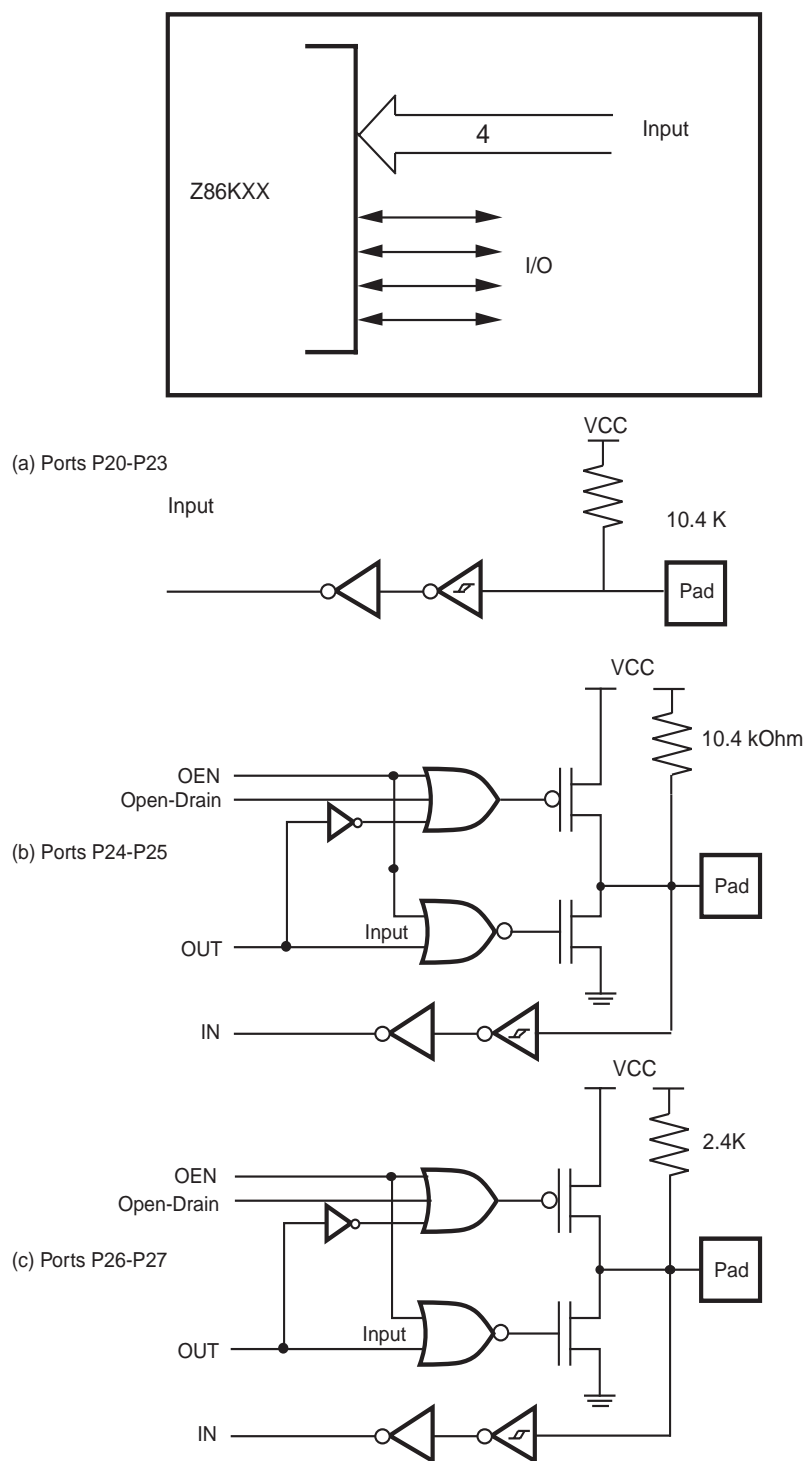 4
Input
Z86KXX
I/O
VCC
(a) Ports P20-P23
Input
10.4 K
Pad
VCC
10.4 kOhm
OEN
Open-Drain
(b) Ports P24-P25
Pad
Input
OUT
IN
VCC
2.4K
OEN
Open-Drain
(c) Ports P26-P27
Pad
Input
OUT
IN